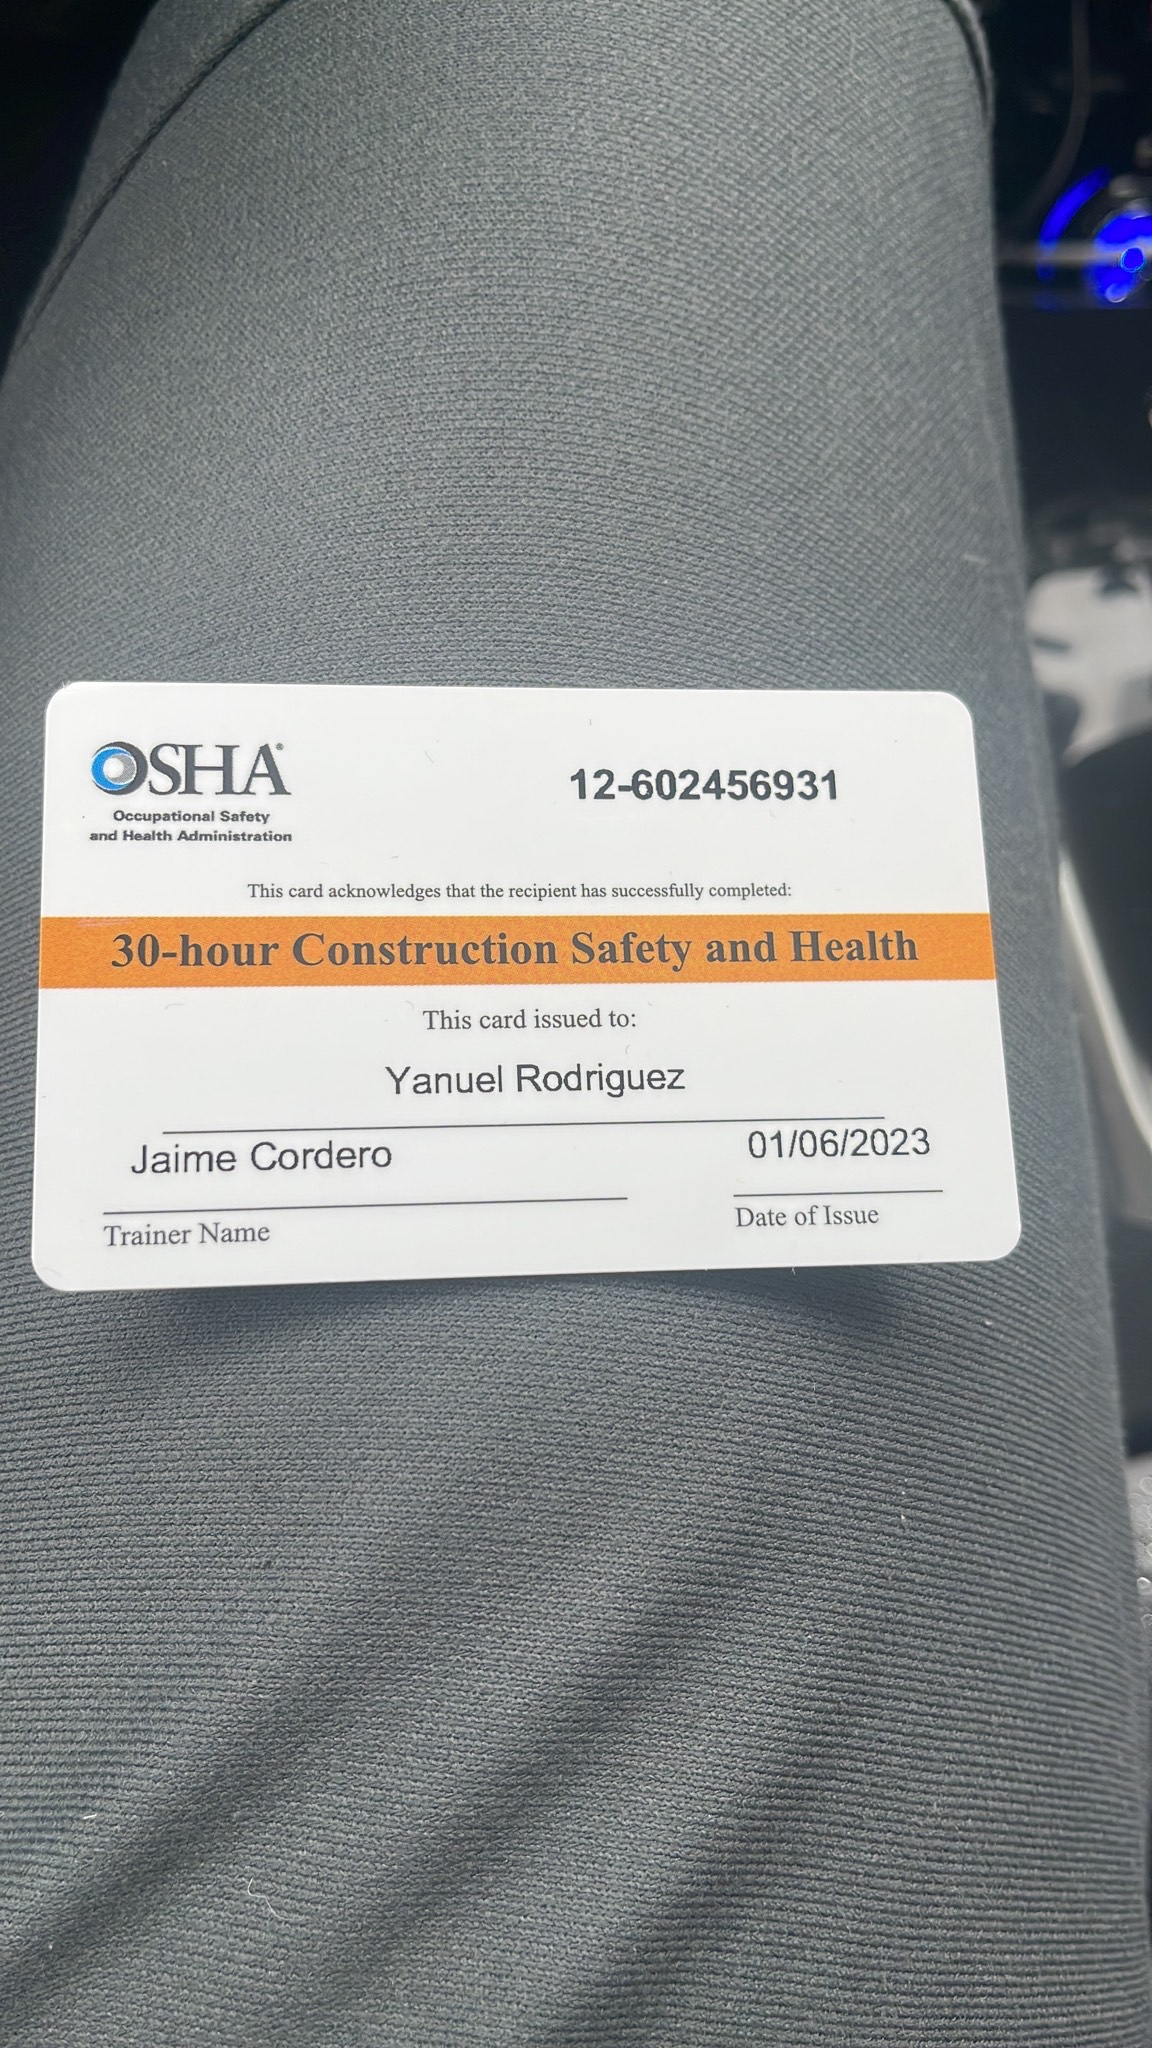 OSHA®
Occupational Safety
and Health Administration
12-602456931
This card acknowledges that the recipient has successfully completed:
30-hour Construction Safety and Health
This card issued to:
Yanuel Rodriguez
Jaime Cordero
01/06/2023
Trainer Name
Date of Issue